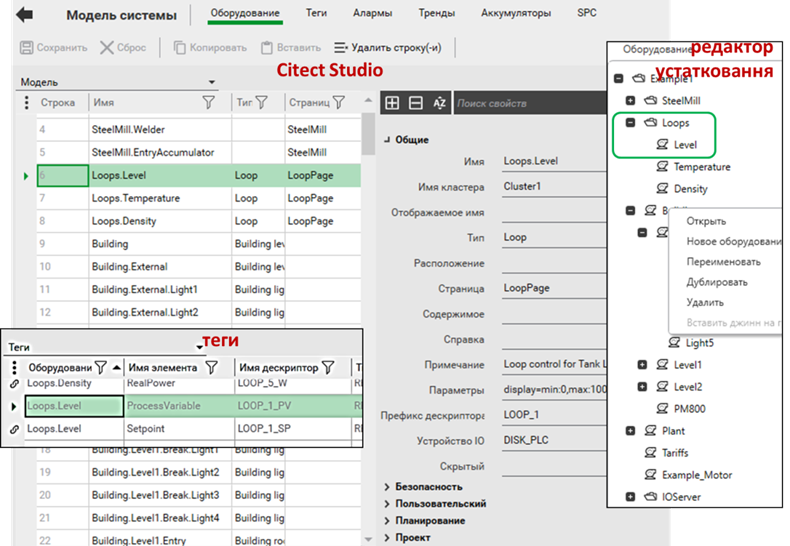 Модель системы Оборудование Теги Алармы Тренды Аккумуляторы SPC
Сохранить Сброс Копировать Вставить Удалить строку(-и)
Citect Studio
Модель
Строка Имя Тиг Страниц
4 SteelMill.Welder SteelMill
5 SteelMill.EntryAccumulator SteelMill
6 Loops.Level Loop LoopPage
7 Loops.Temperature Loop LoopPage
8 Loops.Density Loop LoopPage
9 Building Building lev
10 Building.External Building lev
11 Building.External.Light1 Building lig
12 Building.External.Light2 Building lig
теги
Теги
Оборудовани Имя элемента Имя дескриптор
Loops.Density RealPower LOOP_5_W
Loops.Level ProcessVariable LOOP_1_PV
Loops.Level Setpoint LOOP_1_SP
18 Building.Level1.Break.Light1 Building lig
19 Building.Level1.Break.Light2 Building lig
20 Building.Level1.Break.Light3 Building lig
21 Building.Level1.Break.Light4 Building lig
22 Building.Level1.Entry Building roo
Поиск свойств
Общие
Имя Loops.Level
Имя кластера Cluster1
Отображаемое имя
Тип Loop
Расположение
Страница LoopPage
Содержимое
Справка
Примечание Loop control for Tank L
Параметры display=min:0,max:100
Префикс дескриптора LOOP_1
Устройство IO DISK_PLC
Скрытый
Безопасность
Пользовательский
Планирование
Проект
редактор
устатковання
Оборудование
Example1
SteelMill
Loops
Level
Temperature
Density
Открыть
Новое оборудовани
Переименовать
Дублировать
Удалить
Вставить джинн на г
Light5
Level1
Level2
PM800
Plant
Tariffs
Example_Motor
IOServer